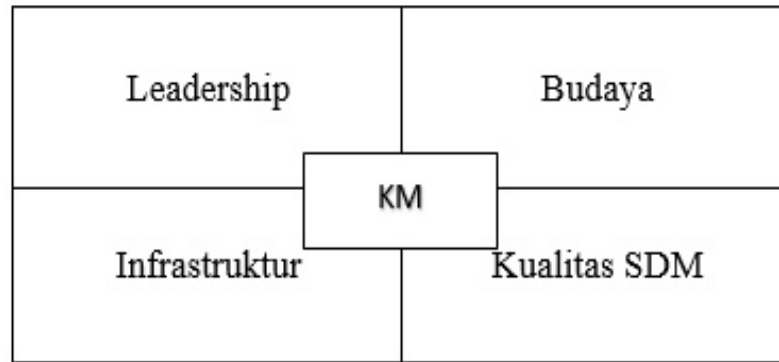 Leadership
Budaya
KM
Infrastruktur
Kualitas SDM